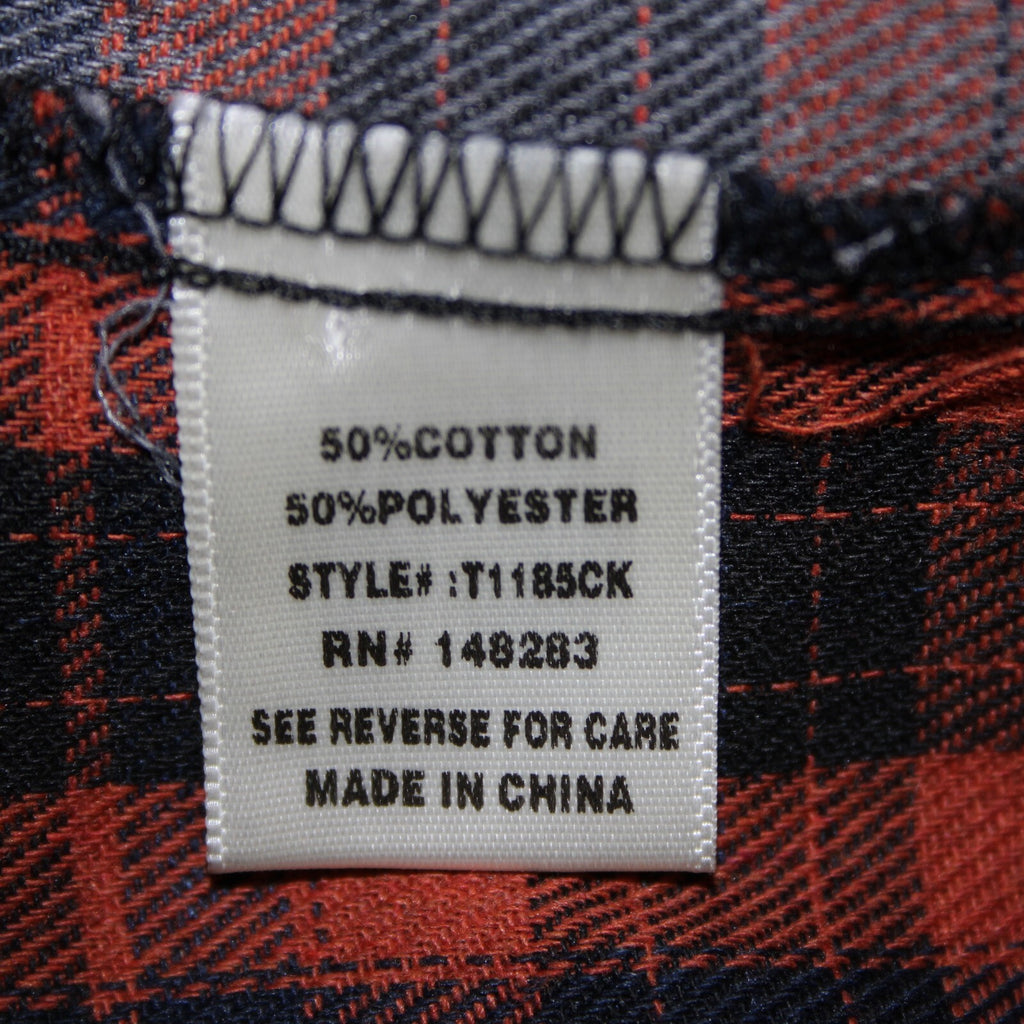 50%COTTON
50%POLYESTER
STYLE# :T1185CK
RN# 148283
SEE REVERSE FOR CARE
MADE IN CHINA